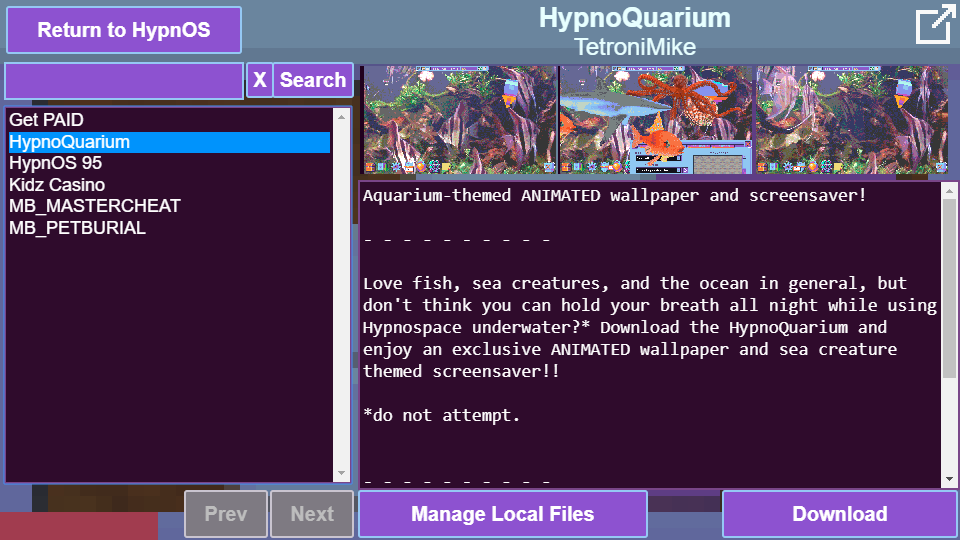 Return to HypnOS
HypnoQuarium
TetroniMike
X
Search
Get PAID
HypnoQuarium
HypnOS 95
Kidz Casino
MB_MASTERCHEAT
MB_PETBURIAL
Aquarium-themed ANIMATED wallpaper and screensaver!
- - - - - - - - - -
Love fish, sea creatures, and the ocean in general, but
don't think you can hold your breath all night while using
Hypnospace underwater?* Download the HypnoQuarium and
enjoy an exclusive ANIMATED wallpaper and sea creature
themed screensaver!!
*do not attempt.
- - - - - - - - - -
Prev
Next
Manage Local Files
Download